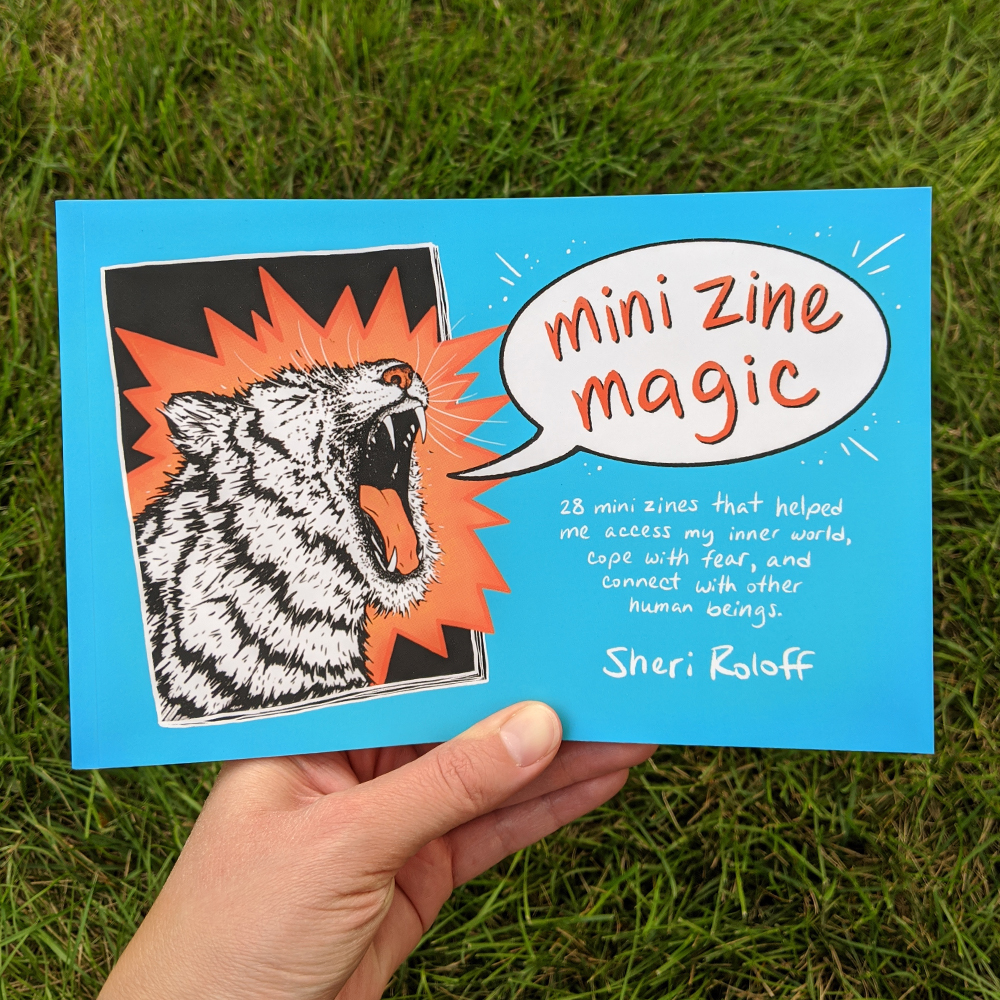 mini zine
magic
28 mini zines that helped
me access my inner world,
cope with fear, and
connect with other
human beings.
Sheri Roloff